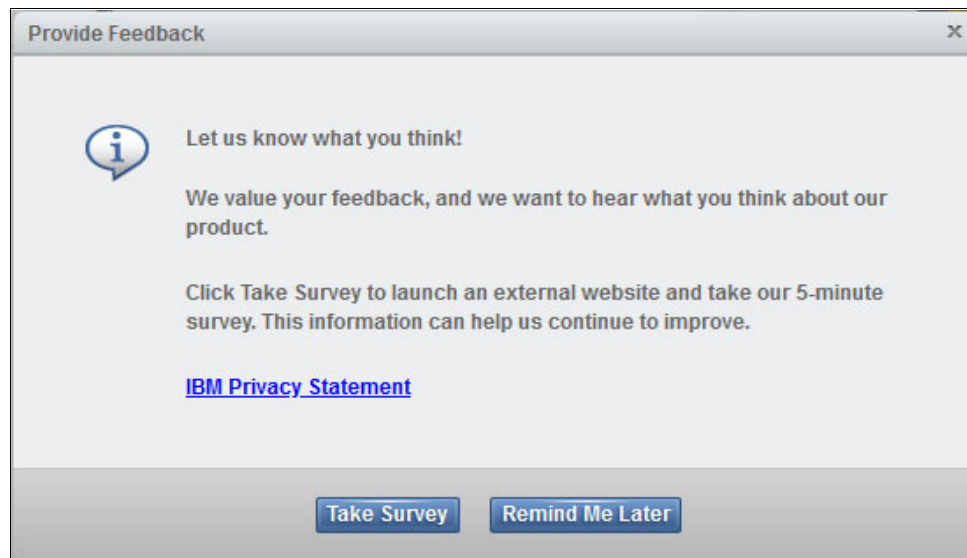 Provide Feedback x
Let us know what you think!
We value your feedback, and we want to hear what you think about our
product.
Click Take Survey to launch an external website and take our 5-minute
survey. This information can help us continue to improve.
IBM Privacy Statement
Take Survey Remind Me Later